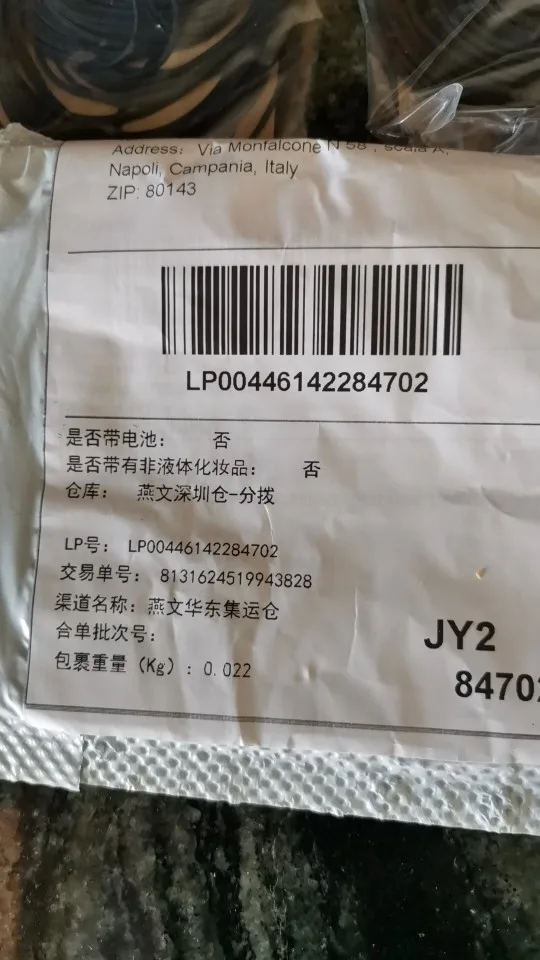 Address: Via Monfalcone N 58 , scala A,
Napoli, Campania, Italy
ZIP: 80143
LP00446142284702
是否带电池： 否
是否带有非液体化妆品： 否
仓库： 燕文深圳仓-分拨
LP号： LP00446142284702
交易单号： 8131624519943828
渠道名称：燕文华东集运仓
合单批次号：
包裹重量（Kg）：0.022
JY2
84702